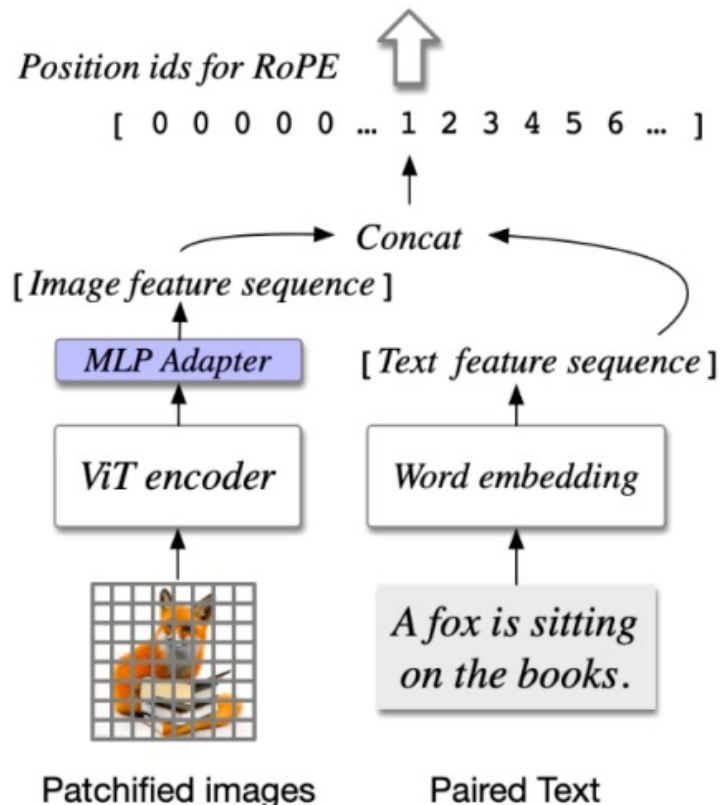 Position ids for RoPE
[ 0 0 0 0 0 ... 1 2 3 4 5 6 ... ]
Concat
[Image feature sequence]
MLP Adapter
[Text feature sequence]
ViT encoder
Word embedding
A fox is sitting
on the books.
Patchified images
Paired Text